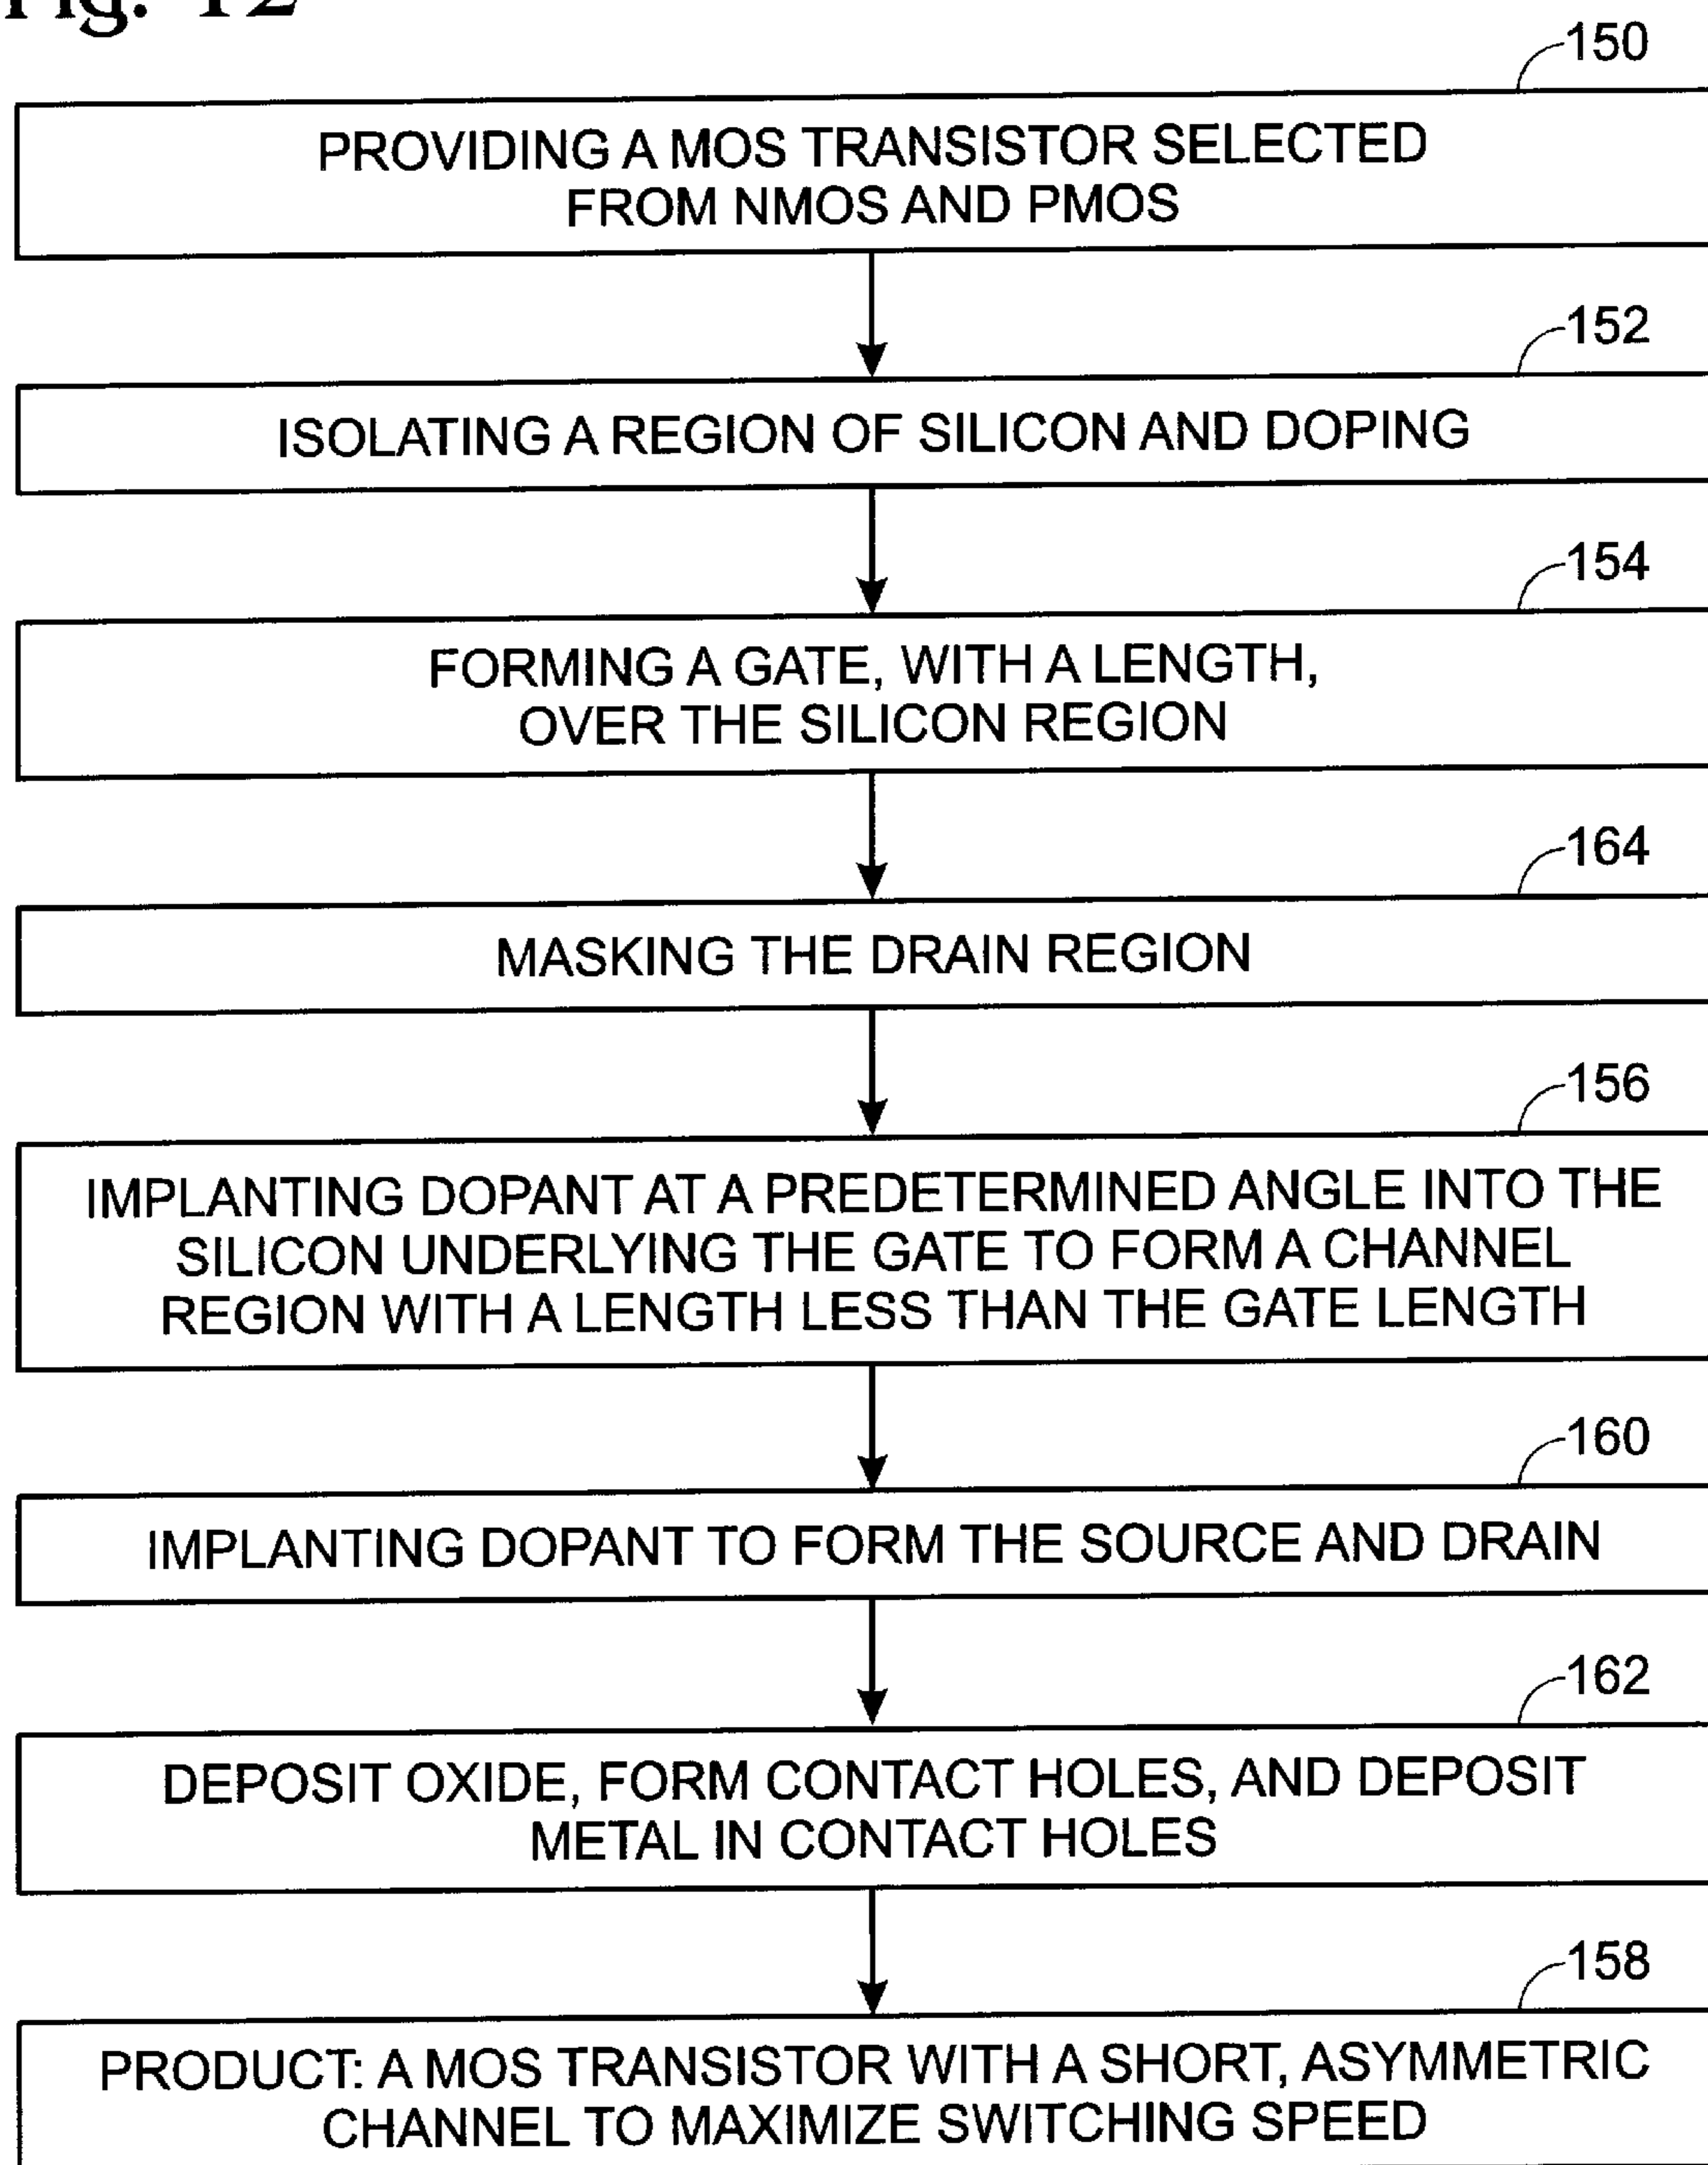 Fig. 12
150
PROVIDING A MOS TRANSISTOR SELECTED
FROM NMOS AND PMOS
152
ISOLATING A REGION OF SILICON AND DOPING
154
FORMING A GATE, WITH A LENGTH,
OVER THE SILICON REGION
164
MASKING THE DRAIN REGION
156
IMPLANTING DOPANT AT A PREDETERMINED ANGLE INTO THE
SILICON UNDERLYING THE GATE TO FORM A CHANNEL
REGION WITH A LENGTH LESS THAN THE GATE LENGTH
160
IMPLANTING DOPANT TO FORM THE SOURCE AND DRAIN
162
DEPOSIT OXIDE, FORM CONTACT HOLES, AND DEPOSIT
METAL IN CONTACT HOLES
158
PRODUCT: A MOS TRANSISTOR WITH A SHORT, ASYMMETRIC
CHANNEL TO MAXIMIZE SWITCHING SPEED